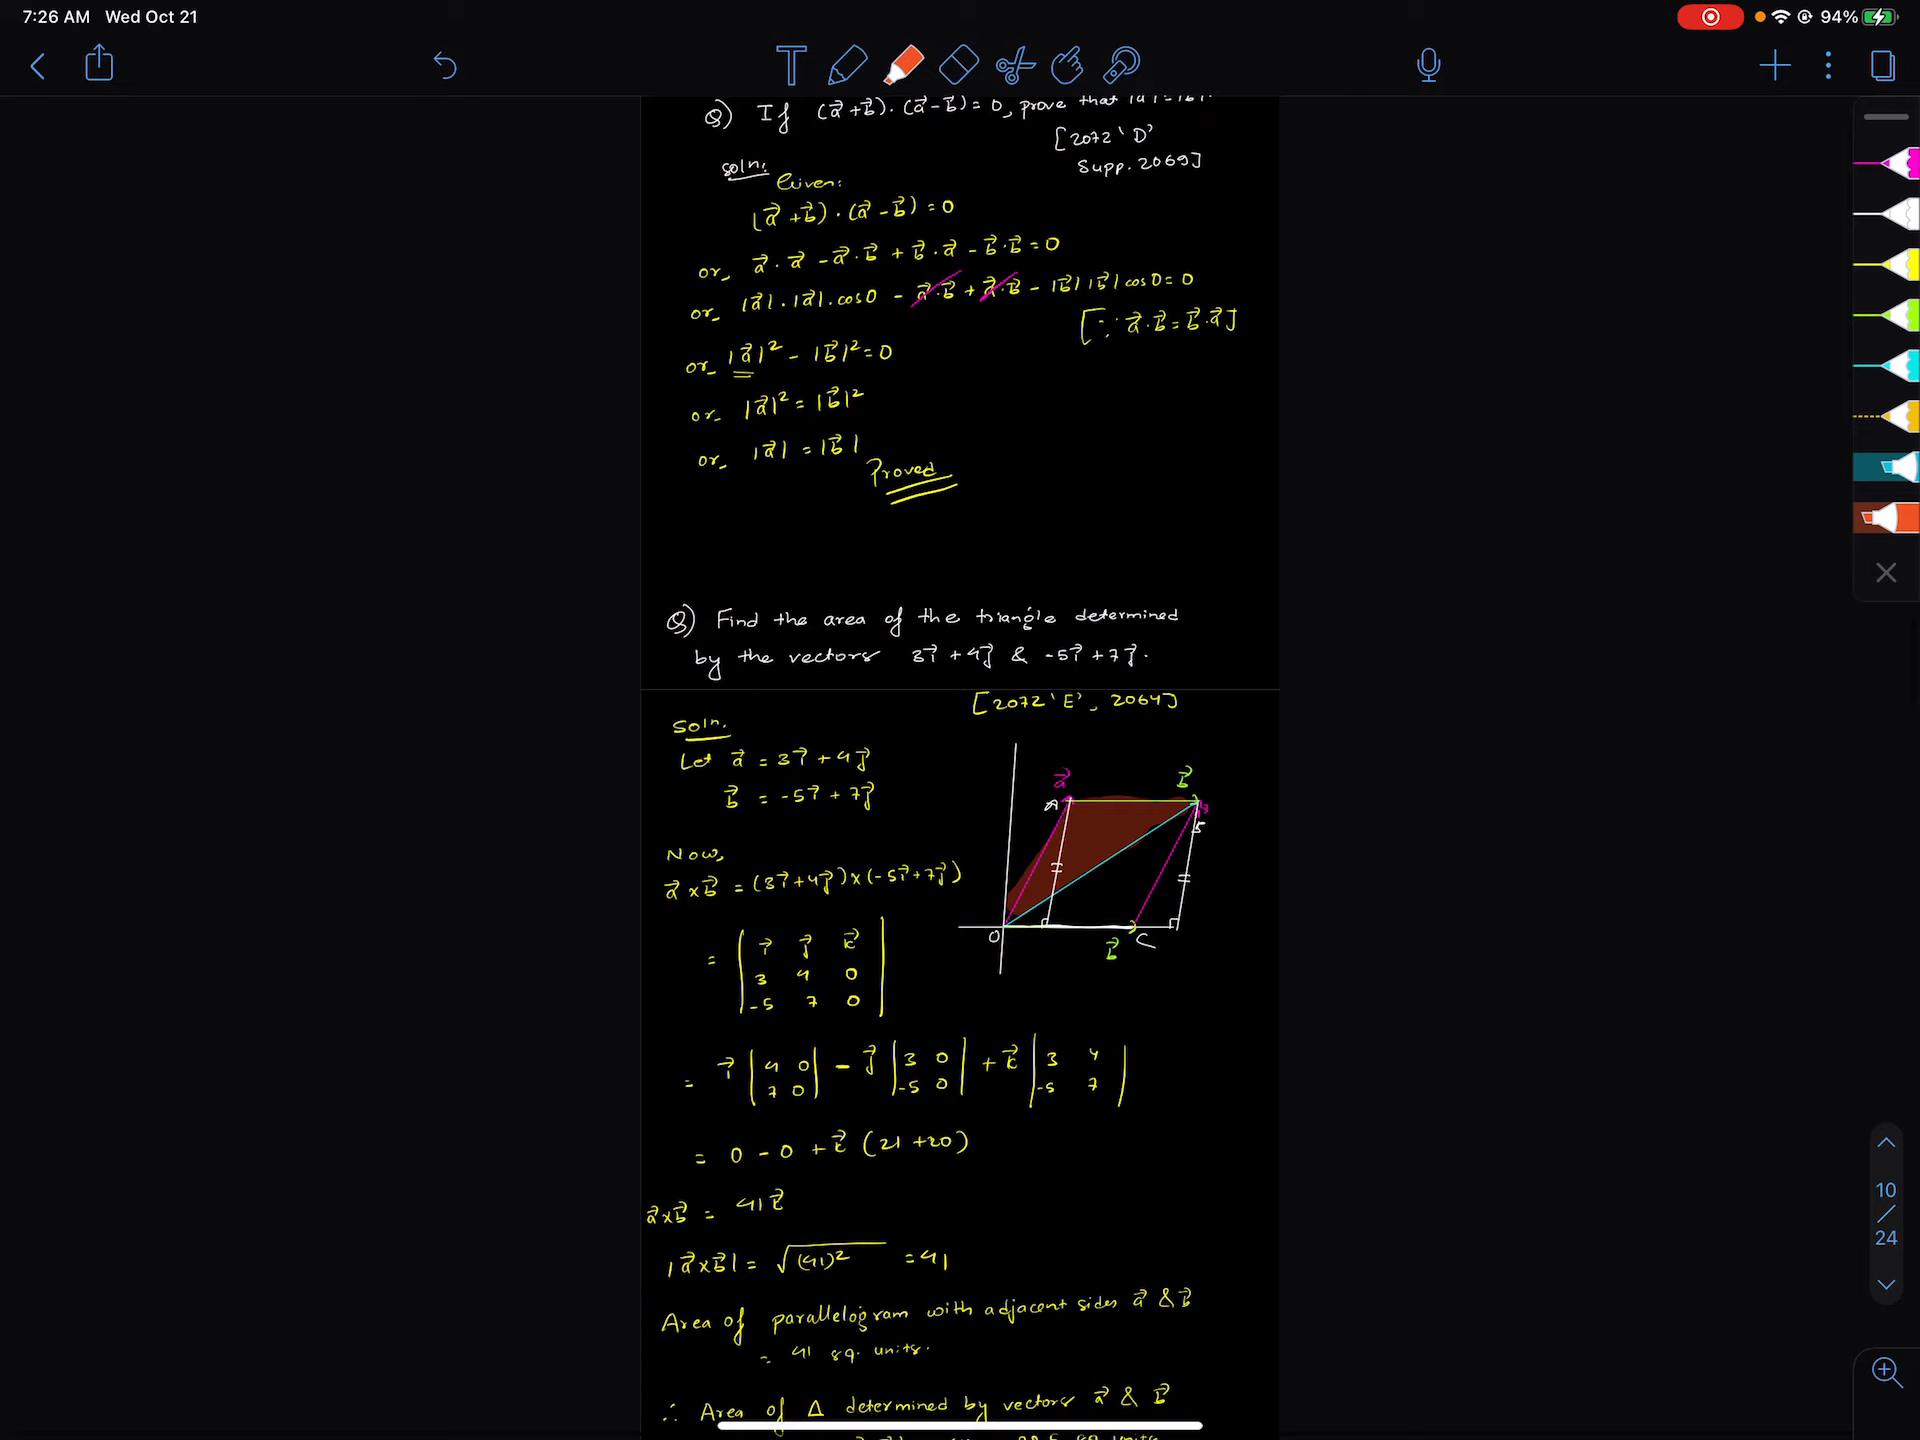 7:26 AM Wed Oct 21
94%
Q) If (a⃗ + b⃗) . (a⃗ - b⃗) = 0, prove that |a⃗| = |b⃗|.
[2072 'D'
Supp. 2069]
Soln.
Given:
(a⃗ + b⃗) . (a⃗ - b⃗) = 0
or, a⃗ . a⃗ - a⃗ . b⃗ + b⃗ . a⃗ - b⃗ . b⃗ = 0
or, |a⃗| . |a⃗| . cos0 - a⃗ . b⃗ + a⃗ . b⃗ - |b⃗| |b⃗| cos0 = 0
[∵ a⃗ . b⃗ = b⃗ . a⃗]
or, |a⃗|² - |b⃗|² = 0
or, |a⃗|² = |b⃗|²
or, |a⃗| = |b⃗|
Proved
Q) Find the area of the triangle determined
by the vectors 3i⃗ + 4j⃗ & -5i⃗ + 7j⃗.
[2072 'E', 2064]
Soln.
Let a⃗ = 3i⃗ + 4j⃗
b⃗ = -5i⃗ + 7j⃗
a⃗ b⃗
A B
O b⃗ C
Now,
a⃗ x b⃗ = (3i⃗ + 4j⃗) x (-5i⃗ + 7j⃗)
= | i⃗ j⃗ k⃗ |
3 4 0
-5 7 0
= i⃗ |4 0| - j⃗ |3 0| + k⃗ |3 4|
7 0 -5 0 -5 7
= 0 - 0 + k⃗ (21 + 20)
a⃗ x b⃗ = 41 k⃗
|a⃗ x b⃗| = √(41)² = 41
Area of parallelogram with adjacent sides a⃗ & b⃗
= 41 sq. units.
∴ Area of Δ determined by vectors a⃗ & b⃗
10
/
24